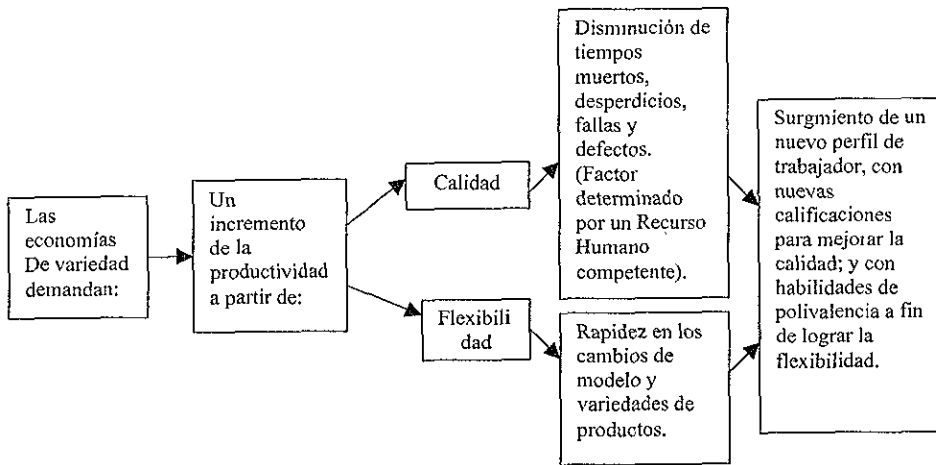 Las
economías
De variedad
demandan:
Un
incremento
de la
productividad
a partir de:
Calidad
Flexibili
dad
Disminución de
tiempos
muertos,
desperdicios,
fallas y
defectos.
(Factor
determinado
por un Recurso
Humano
competente).
Rapidez en los
cambios de
modelo y
variedades de
productos.
Surgmiento de un
nuevo perfil de
trabajador, con
nuevas
calificaciones
para mejorar la
calidad; y con
habilidades de
polivalencia a fin
de lograr la
flexibilidad.